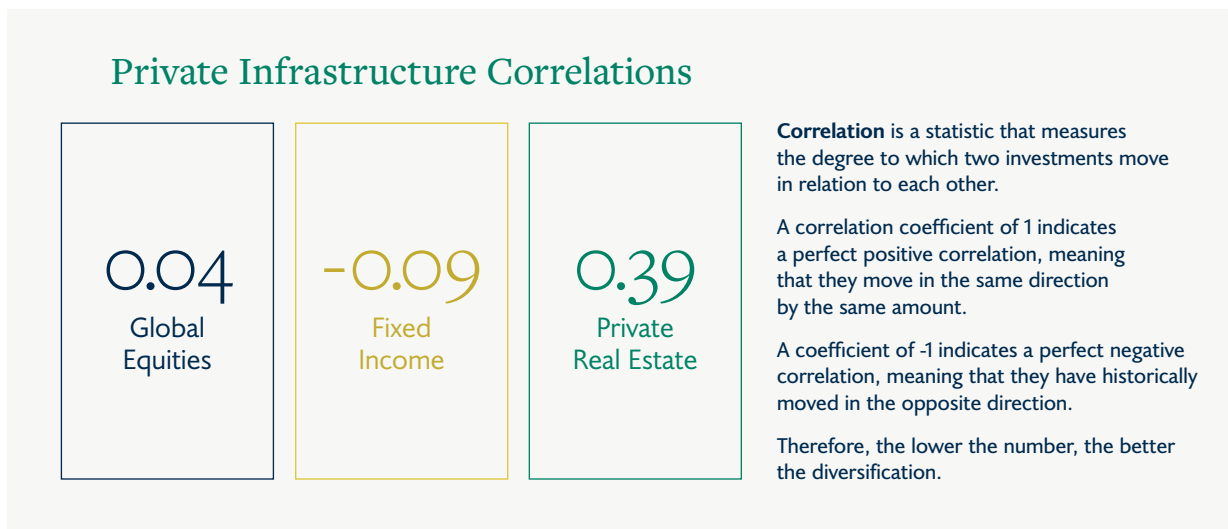 Private Infrastructure Correlations
0.04
Global
Equities
-0.09
Fixed
Income
0.39
Private
Real Estate
Correlation is a statistic that measures
the degree to which two investments move
in relation to each other.
A correlation coefficient of 1 indicates
a perfect positive correlation, meaning
that they move in the same direction
by the same amount.
A coefficient of -1 indicates a perfect negative
correlation, meaning that they have historically
moved in the opposite direction.
Therefore, the lower the number, the better
the diversification.